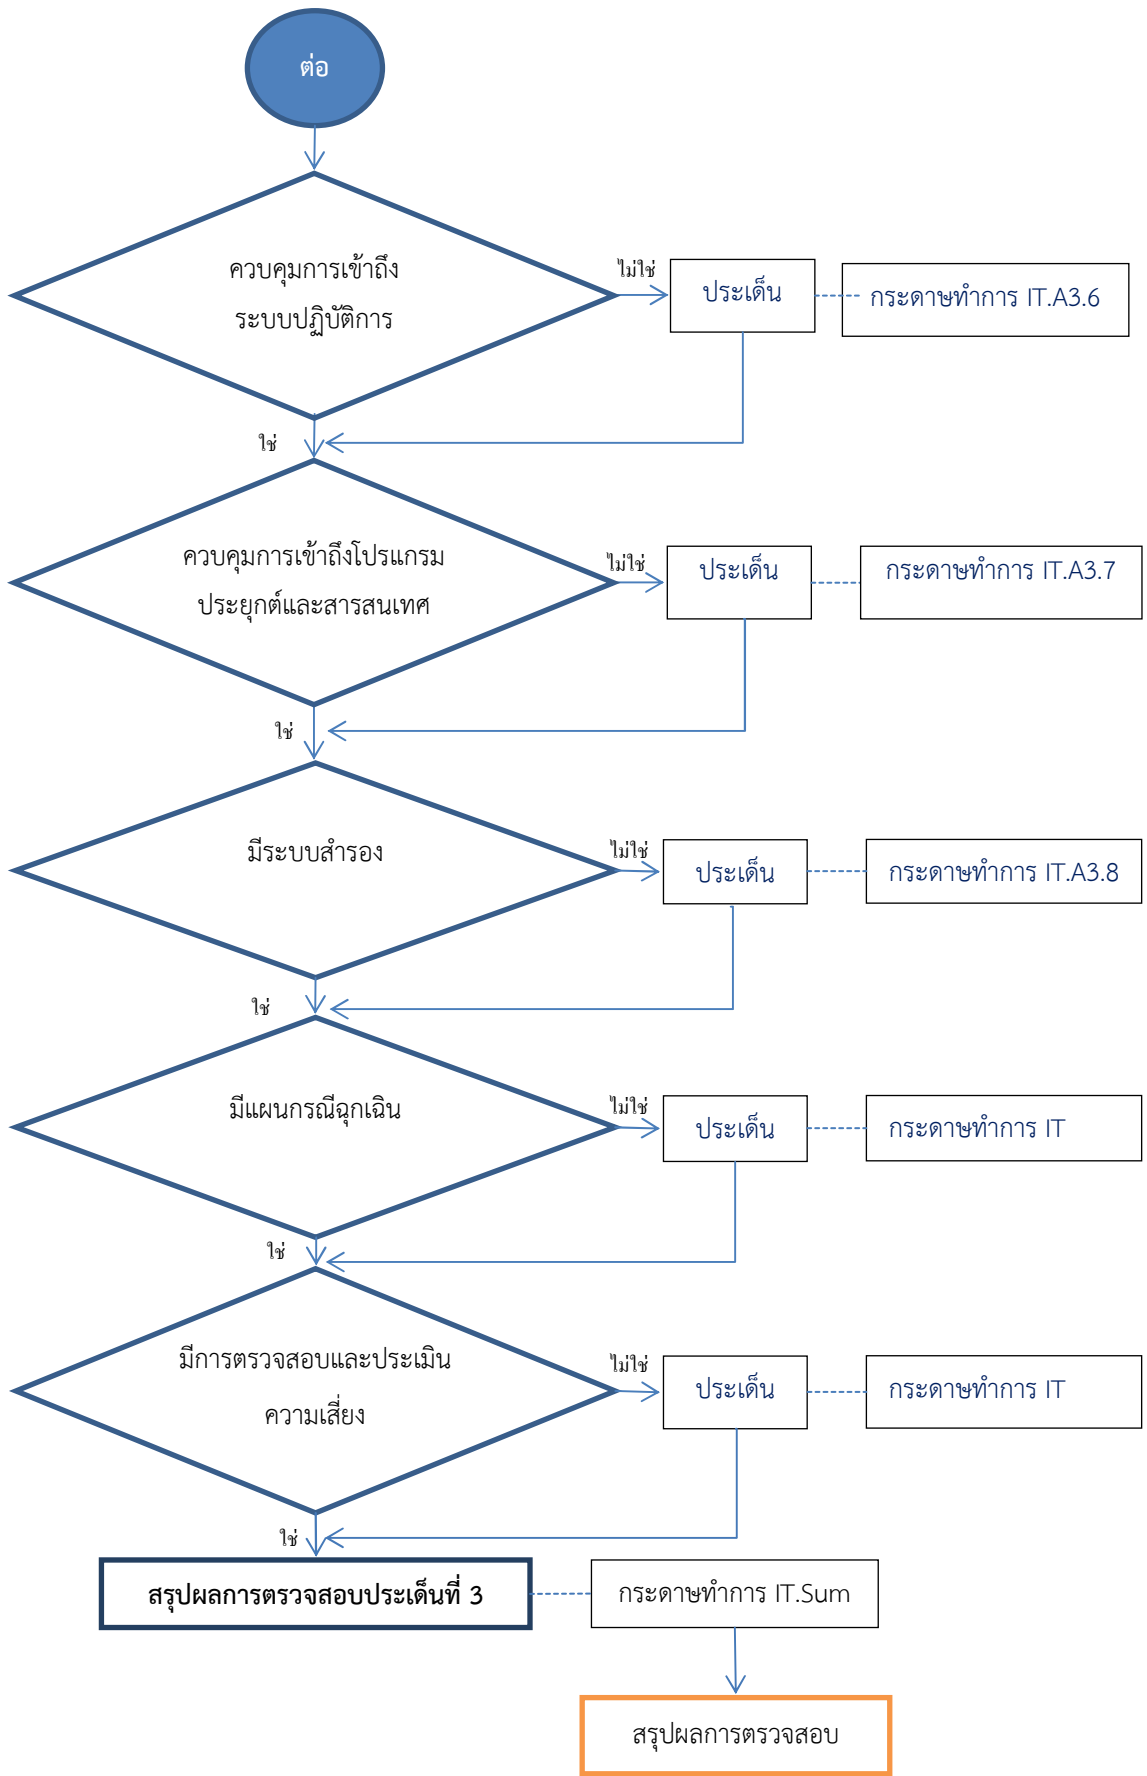 ต่อ
ควบคุมการเข้าถึง
ระบบปฏิบัติการ
ไม่ใช่
ประเด็น
กระดาษทำการ IT.A3.6
ใช่
ควบคุมการเข้าถึงโปรแกรม
ประยุกต์และสารสนเทศ
ไม่ใช่
ประเด็น
กระดาษทำการ IT.A3.7
ใช่
มีระบบสำรอง
ไม่ใช่
ประเด็น
กระดาษทำการ IT.A3.8
ใช่
มีแผนกรณีฉุกเฉิน
ไม่ใช่
ประเด็น
กระดาษทำการ IT
ใช่
มีการตรวจสอบและประเมิน
ความเสี่ยง
ไม่ใช่
ประเด็น
กระดาษทำการ IT
ใช่
สรุปผลการตรวจสอบประเด็นที่ 3
กระดาษทำการ IT.Sum
สรุปผลการตรวจสอบ